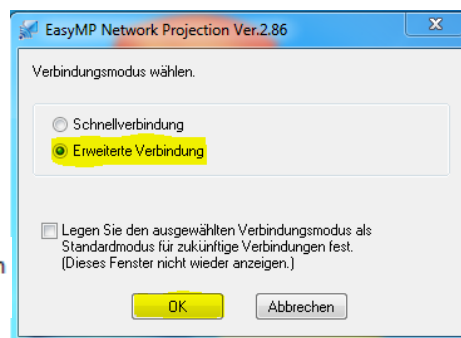 EasyMP Network Projection Ver.2.86
Verbindungsmodus wählen.
Schnellverbindung
Erweiterte Verbindung
Legen Sie den ausgewählten Verbindungsmodus als
Standardmodus für zukünftige Verbindungen fest.
(Dieses Fenster nicht wieder anzeigen.)
OK Abbrechen